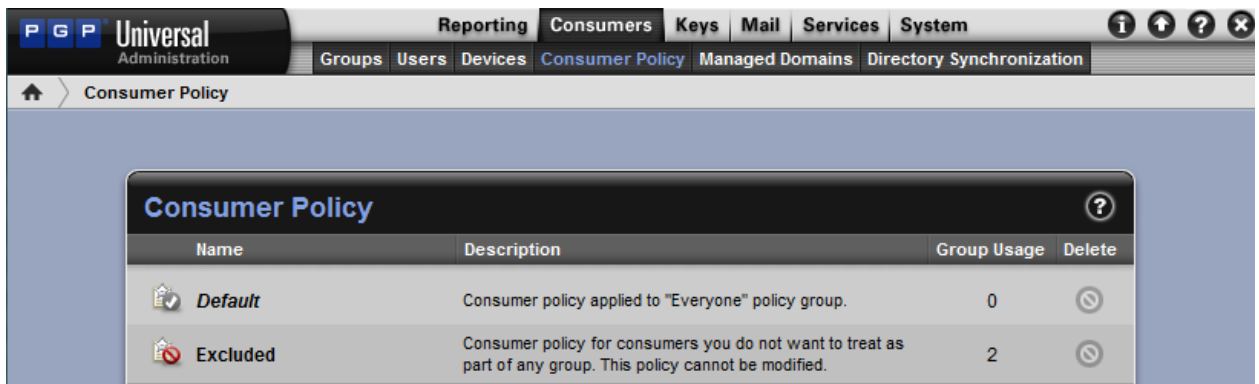 PGP Universal
Administration
Reporting Consumers Keys Mail Services System
Groups Users Devices Consumer Policy Managed Domains Directory Synchronization
Consumer Policy
Consumer Policy
Name Description Group Usage Delete
Default Consumer policy applied to "Everyone" policy group. 0
Excluded Consumer policy for consumers you do not want to treat as
part of any group. This policy cannot be modified. 2